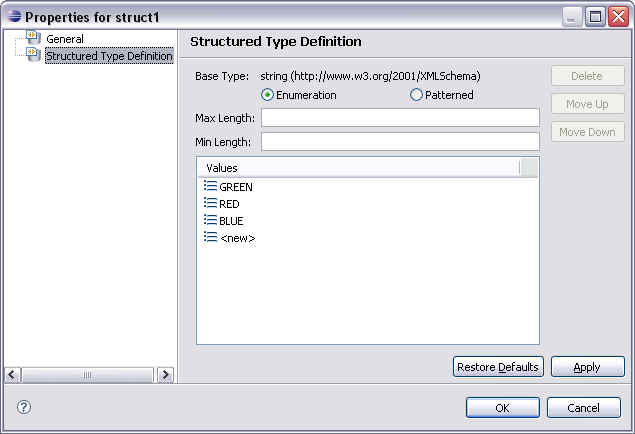 Properties for struct1
General
Structured Type Definition
Structured Type Definition
Base Type: string (http://www.w3.org/2001/XMLSchema)
Enumeration Patterned
Max Length:
Min Length:
Delete
Move Up
Move Down
Values
GREEN
RED
BLUE
<new>
Restore Defaults Apply
? OK Cancel